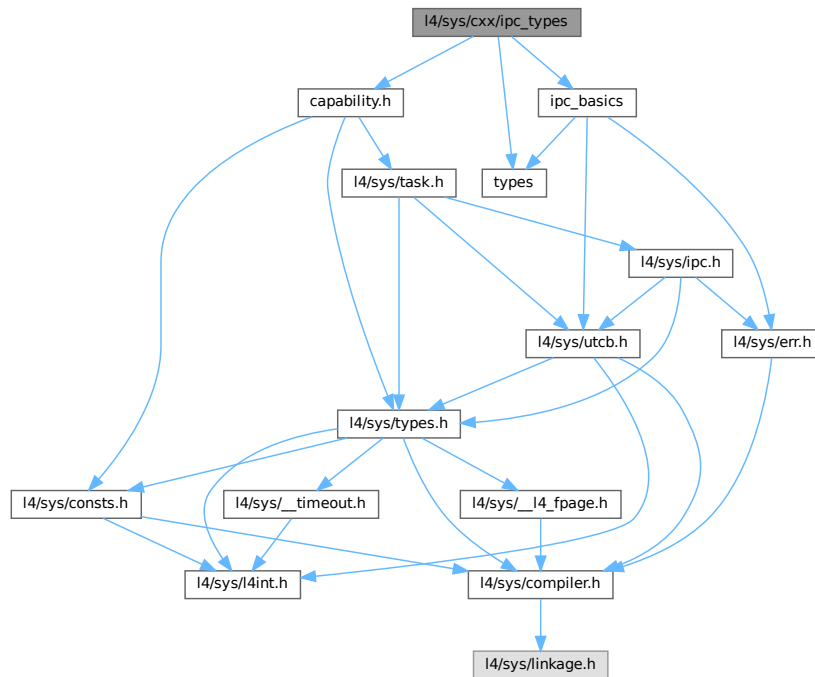 l4/sys/cxx/ipc_types
capability.h
ipc_basics
l4/sys/task.h
types
l4/sys/ipc.h
l4/sys/utcb.h
l4/sys/err.h
l4/sys/types.h
l4/sys/consts.h
l4/sys/__timeout.h
l4/sys/__l4_fpage.h
l4/sys/l4int.h
l4/sys/compiler.h
l4/sys/linkage.h